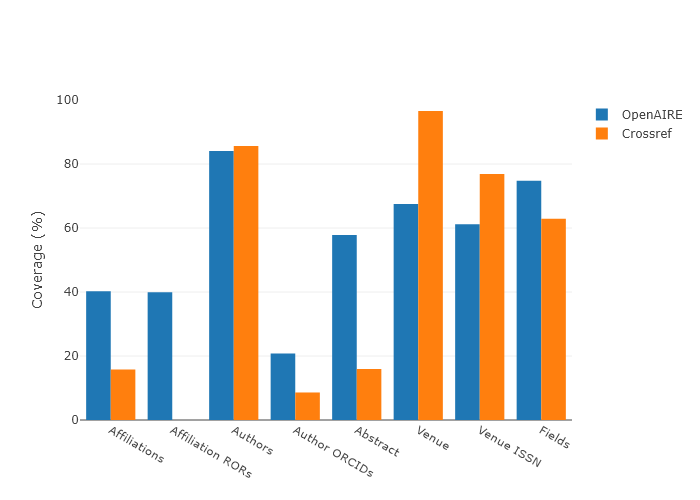 100
80
60
40
20
0
Coverage (%)
Affiliations
Affiliation RORs
Authors
Author ORCIDs
Abstract
Venue
Venue ISSN
Fields
OpenAIRE
Crossref